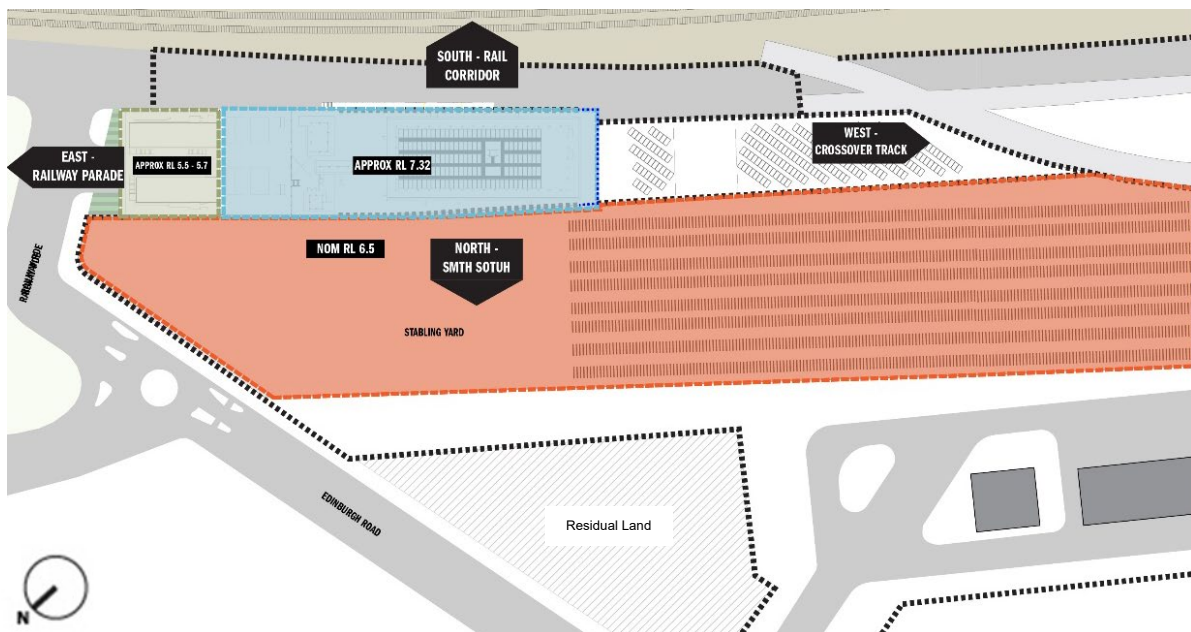 SOUTH - RAIL
CORRIDOR
WEST -
CROSSOVER TRACK
EAST -
RAILWAY PARADE
APPROX RL 5.5 - 5.7
APPROX RL 7.32
NOM RL 6.5
NORTH -
SMTH SOTUH
STABLING YARD
EDINBURGH ROAD
Residual Land
N